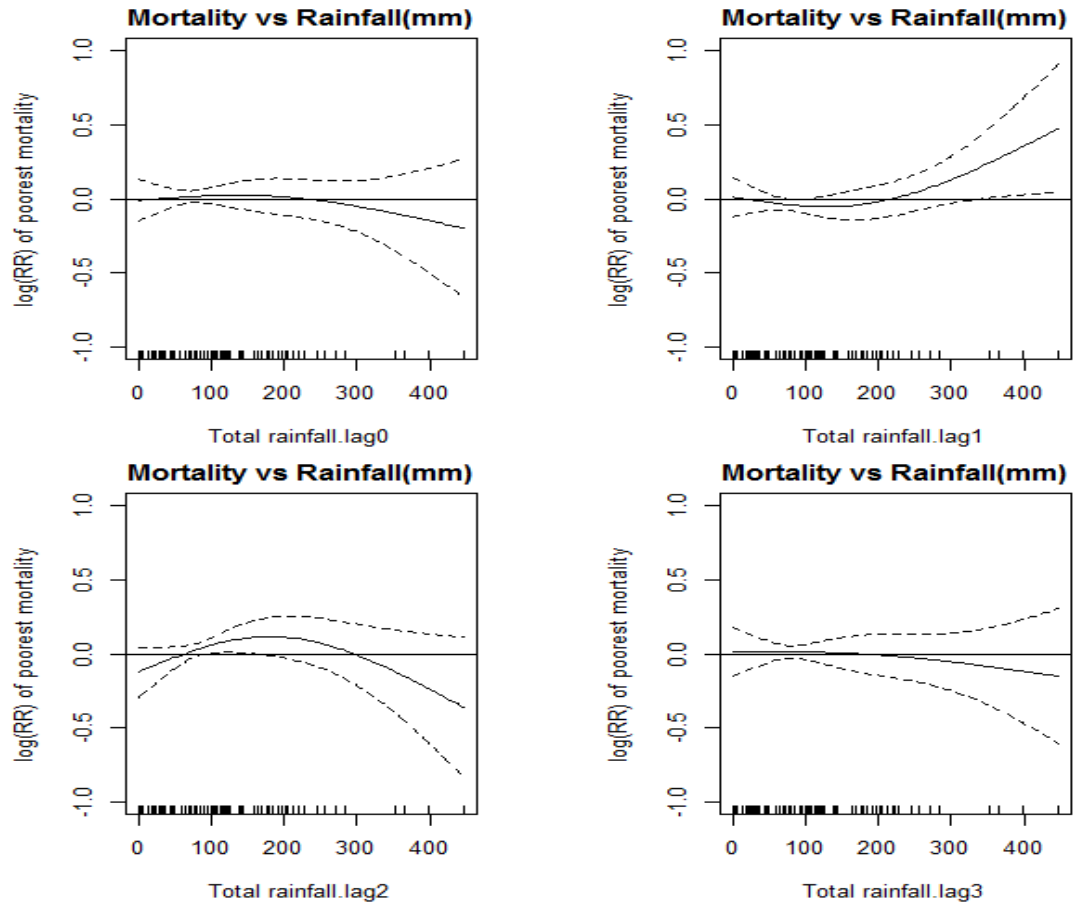 Mortality vs Rainfall(mm)
log(RR) of poorest mortality
1.0
0.5
0.0
-0.5
-1.0
0 100 200 300 400
Total rainfall.lag0
Mortality vs Rainfall(mm)
log(RR) of poorest mortality
1.0
0.5
0.0
-0.5
-1.0
0 100 200 300 400
Total rainfall.lag1
Mortality vs Rainfall(mm)
log(RR) of poorest mortality
1.0
0.5
0.0
-0.5
-1.0
0 100 200 300 400
Total rainfall.lag2
Mortality vs Rainfall(mm)
log(RR) of poorest mortality
1.0
0.5
0.0
-0.5
-1.0
0 100 200 300 400
Total rainfall.lag3